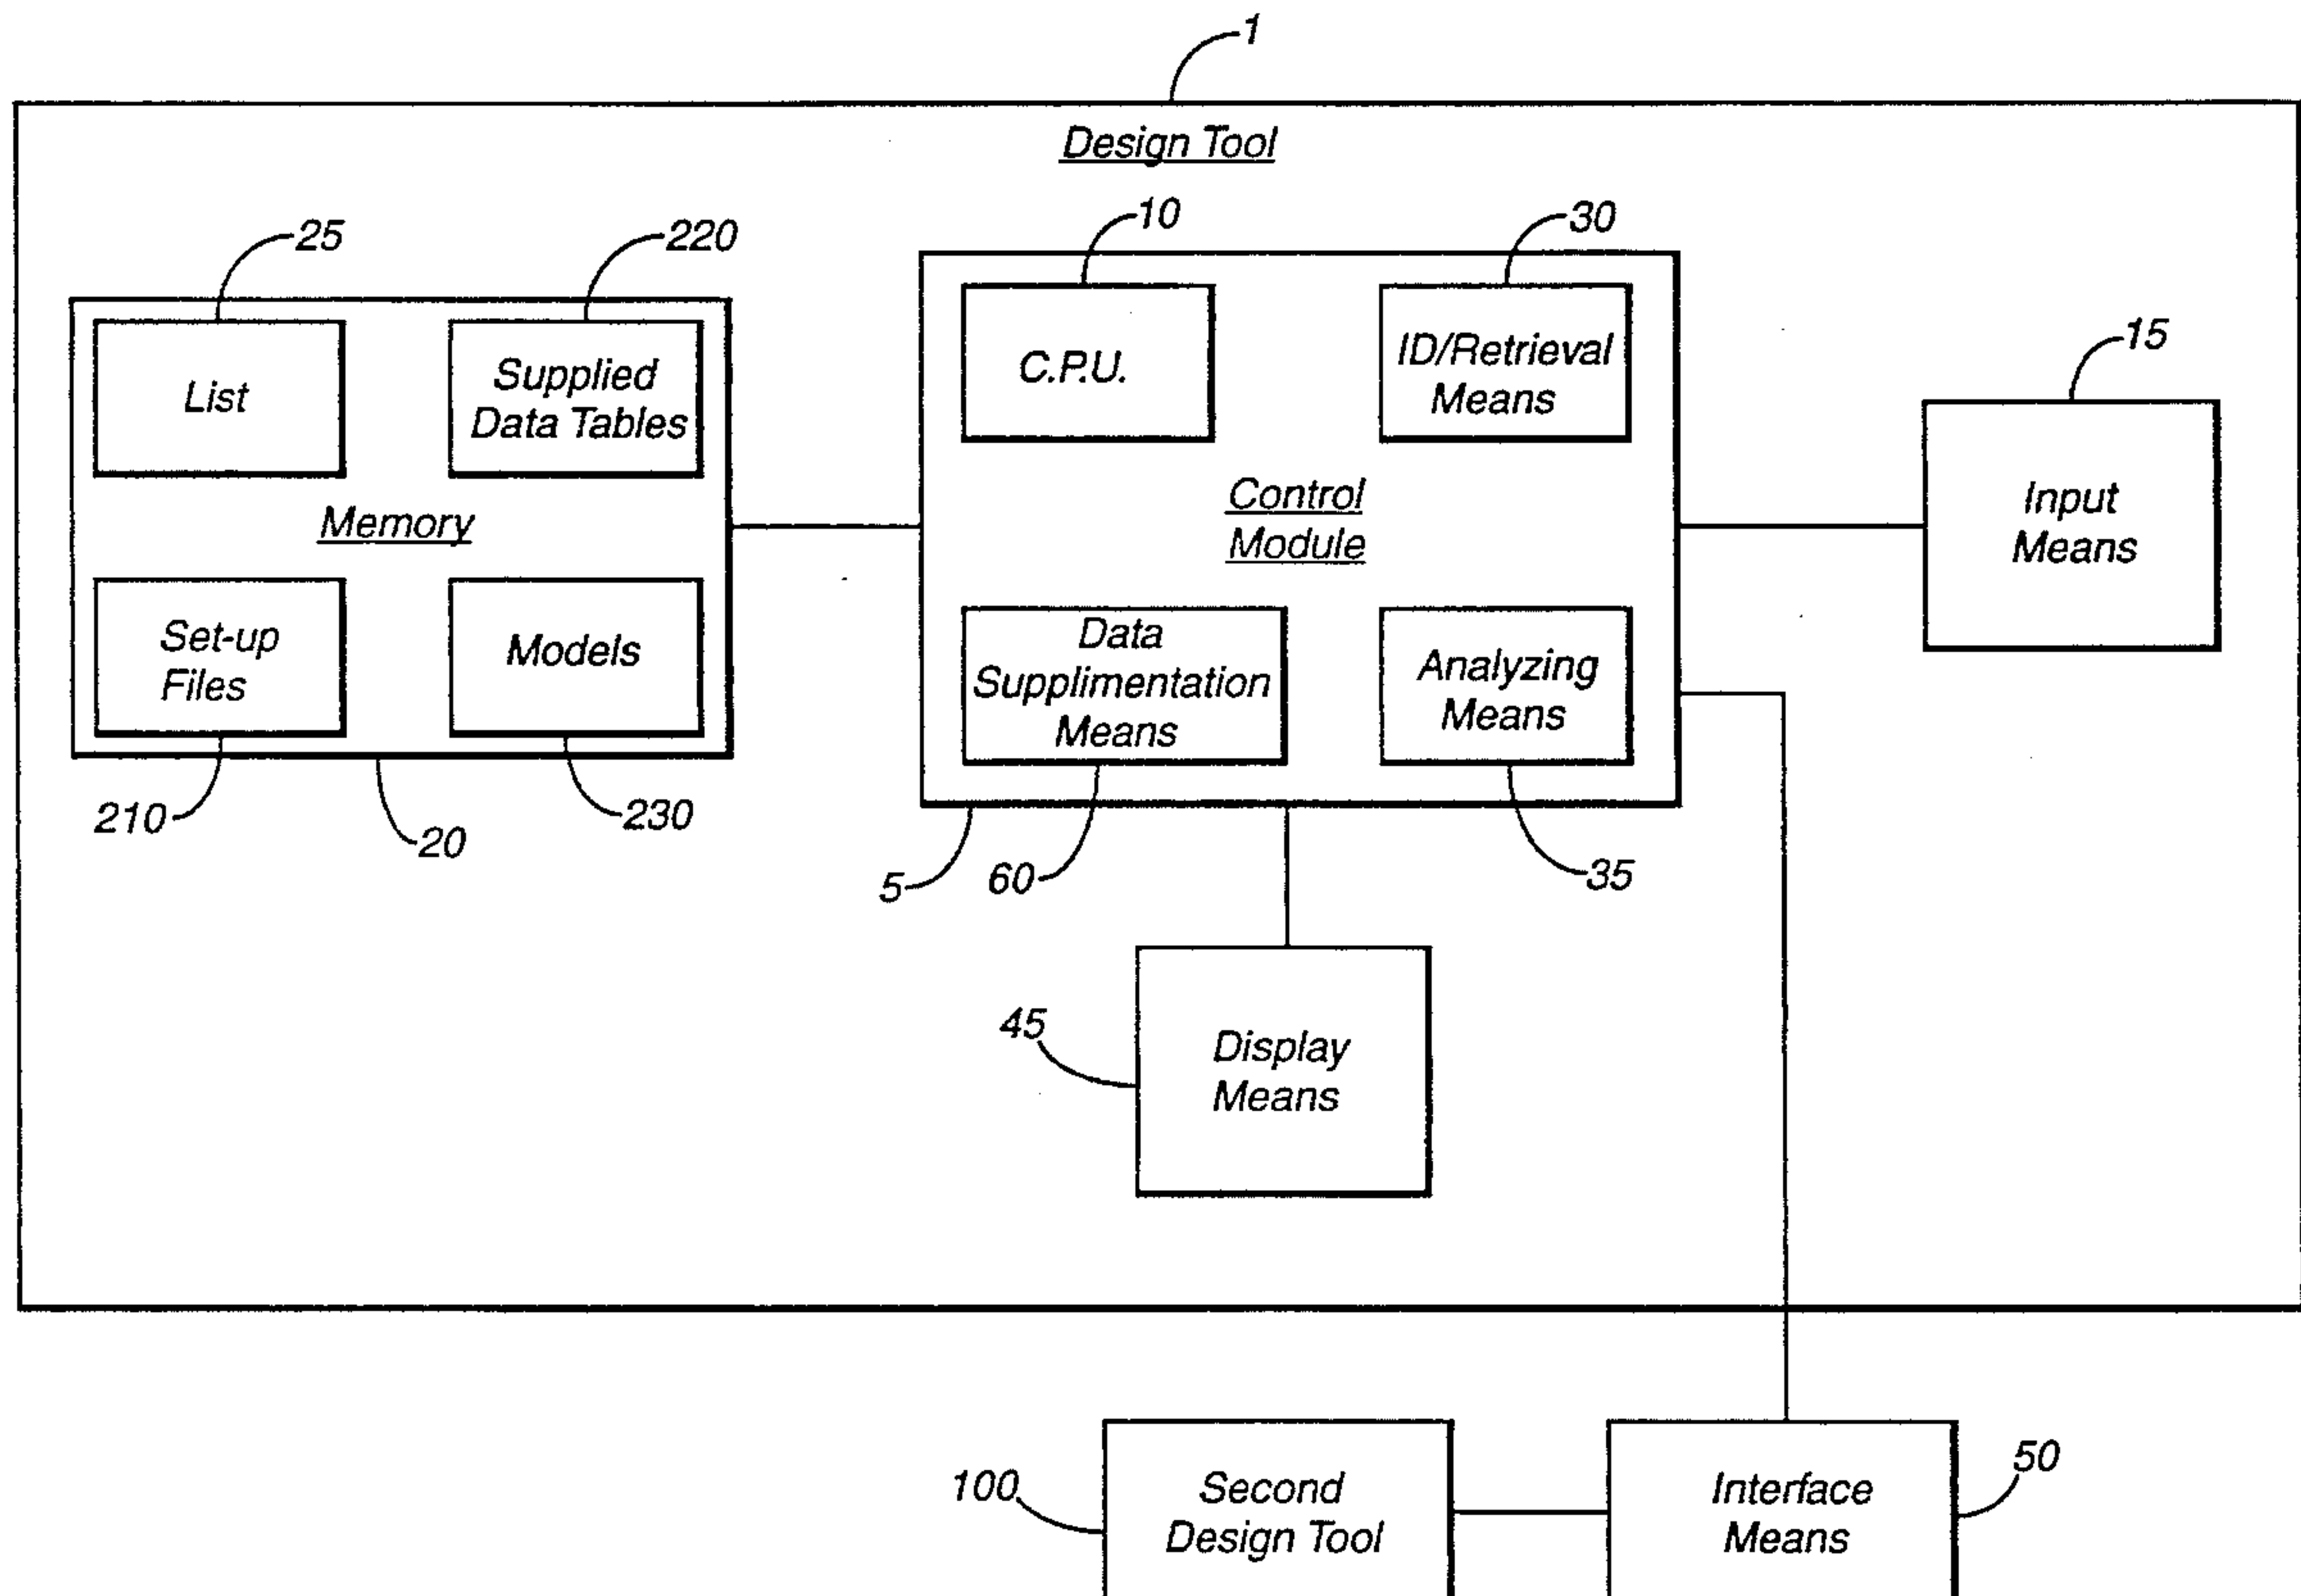 1
Design Tool
25
220
10
30
15
List
Supplied
Data Tables
C.P.U.
ID/Retrieval
Means
Memory
Control
Module
Input
Means
Set-up
Files
Models
Data
Supplimentation
Means
Analyzing
Means
210
20
230
5
60
35
45
Display
Means
100
Second
Design Tool
Interface
Means
50